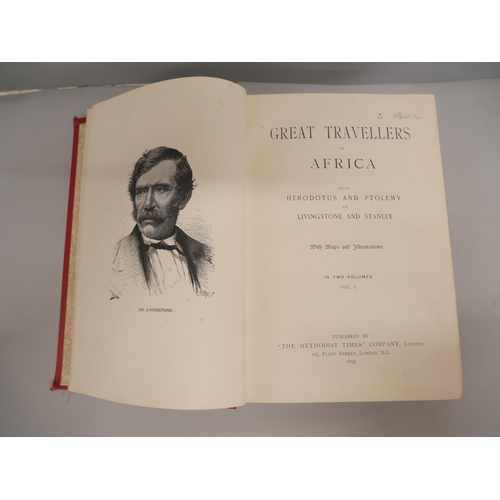 DR. LIVINGSTONE.
GREAT TRAVELLERS
IN
AFRICA
FROM
HERODOTUS AND PTOLEMY
TO
LIVINGSTONE AND STANLEY
With Maps and Illustrations
IN TWO VOLUMES
VOL. I.
PUBLISHED BY
"THE METHODIST TIMES" COMPANY, LIMITED
125, FLEET STREET, LONDON, E.C.